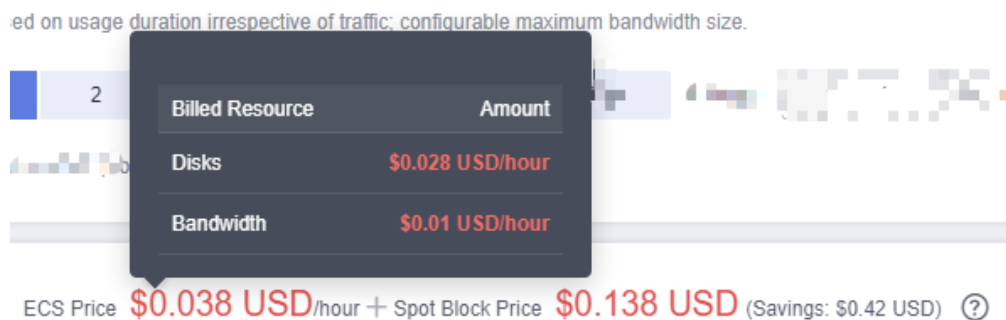 on usage duration irrespective of traffic; configurable maximum bandwidth size.
2
Billed Resource Amount
Disks $0.028 USD/hour
Bandwidth $0.01 USD/hour
ECS Price $0.038 USD/hour + Spot Block Price $0.138 USD (Savings: $0.42 USD) ?